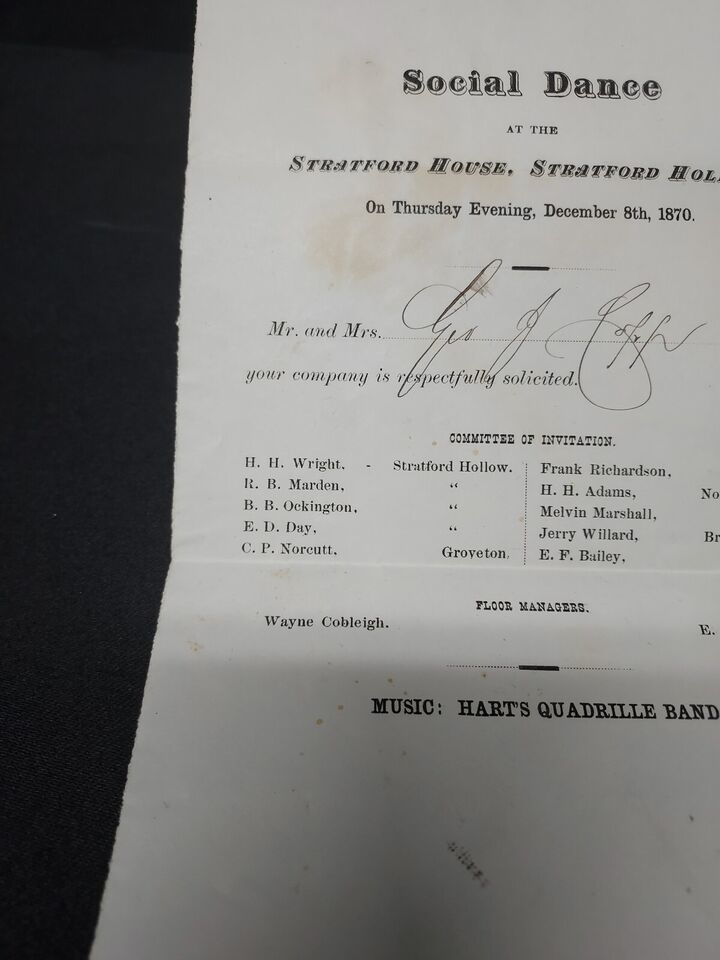 Social Dance
AT THE
STRATFORD HOUSE, STRATFORD HOL
On Thursday Evening, December 8th, 1870.
Mr. and Mrs. Geo J Copp
your company is respectfully solicited.
COMMITTEE OF INVITATION.
H. H. Wright, - Stratford Hollow. Frank Richardson,
R. B. Marden, “ H. H. Adams, No
B. B. Ockington, “ Melvin Marshall,
E. D. Day, “ Jerry Willard, Br
C. P. Norcutt, Groveton. E. F. Bailey,
FLOOR MANAGERS.
Wayne Cobleigh. E.
MUSIC: HART'S QUADRILLE BAND